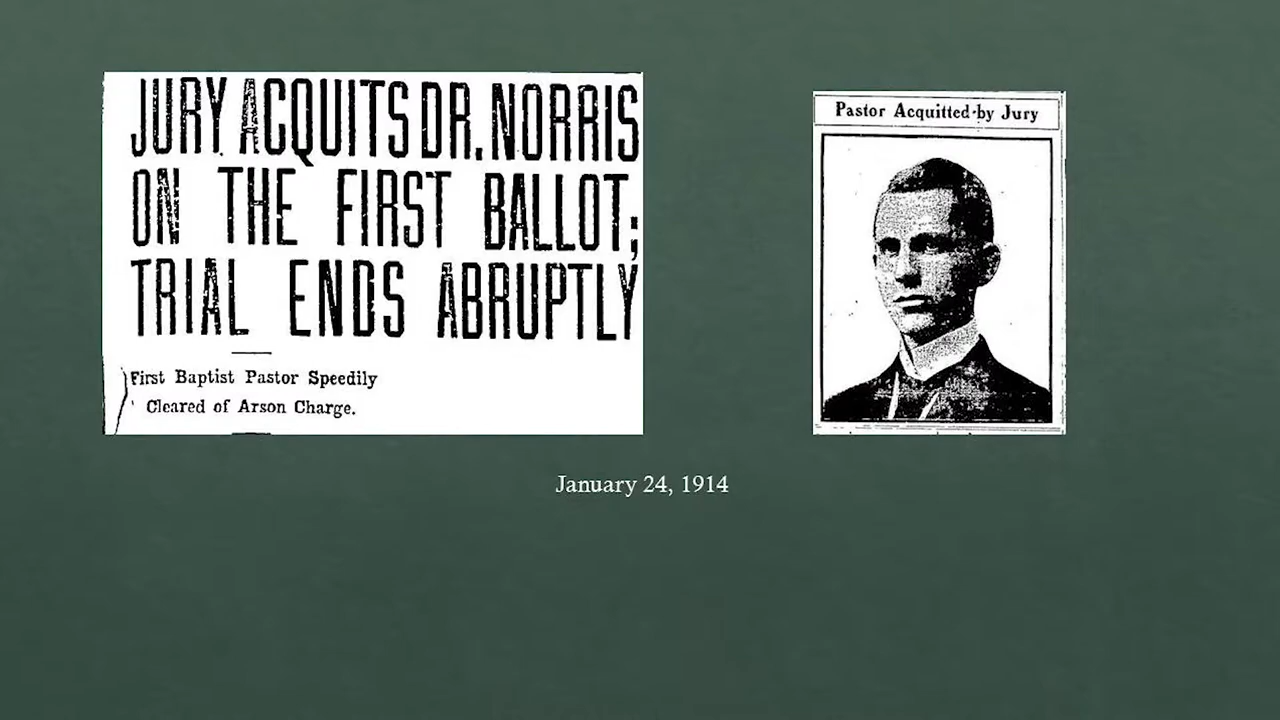 JURY ACQUITS DR. NORRIS
ON THE FIRST BALLOT;
TRIAL ENDS ABRUPTLY
First Baptist Pastor Speedily
Cleared of Arson Charge.
Pastor Acquitted by Jury
January 24, 1914